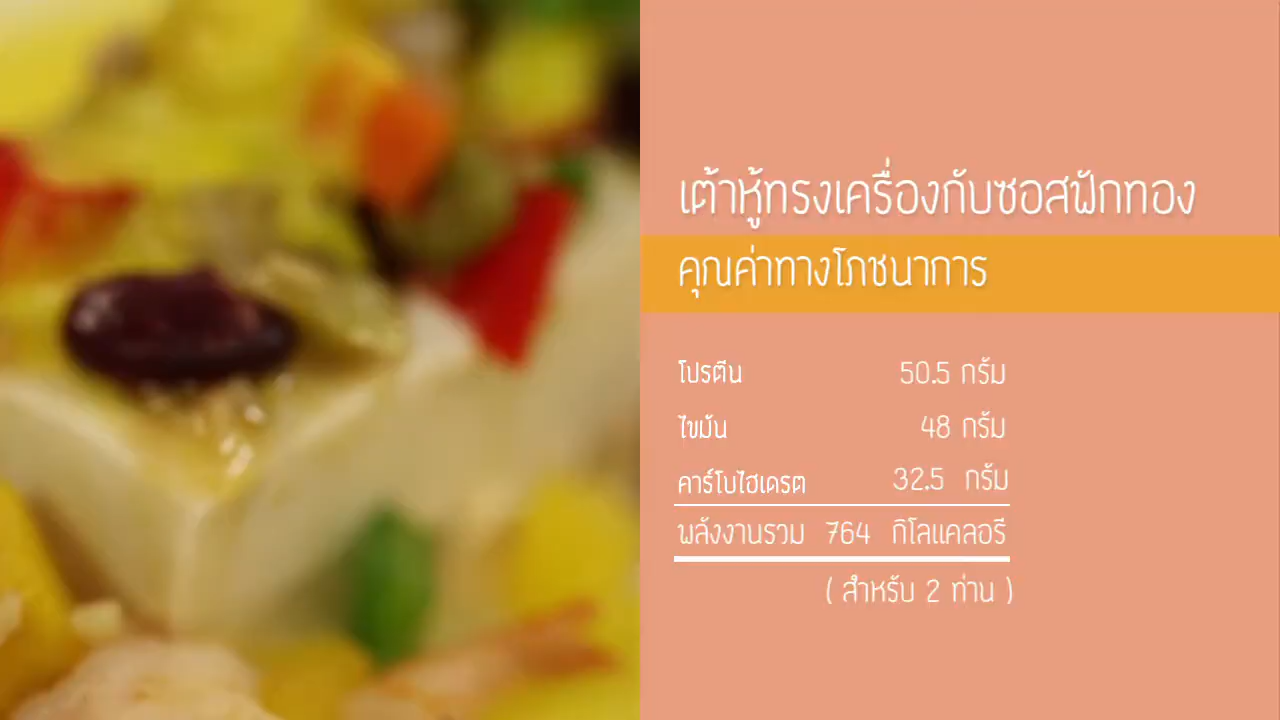 เต้าหู้ทรงเครื่องกับซอสฟักทอง
คุณค่าทางโภชนาการ
โปรตีน 50.5 กรัม
ไขมัน 48 กรัม
คาร์โบไฮเดรต 32.5 กรัม
พลังงานรวม 764 กิโลแคลอรี
( สำหรับ 2 ท่าน )